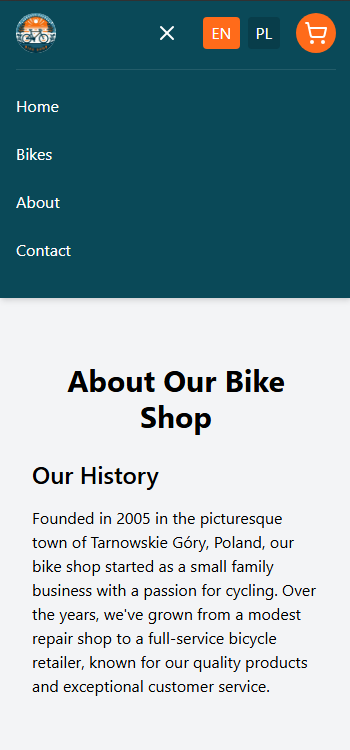 EN PL
Home
Bikes
About
Contact
About Our Bike
Shop
Our History
Founded in 2005 in the picturesque
town of Tarnowskie Góry, Poland, our
bike shop started as a small family
business with a passion for cycling. Over
the years, we've grown from a modest
repair shop to a full-service bicycle
retailer, known for our quality products
and exceptional customer service.